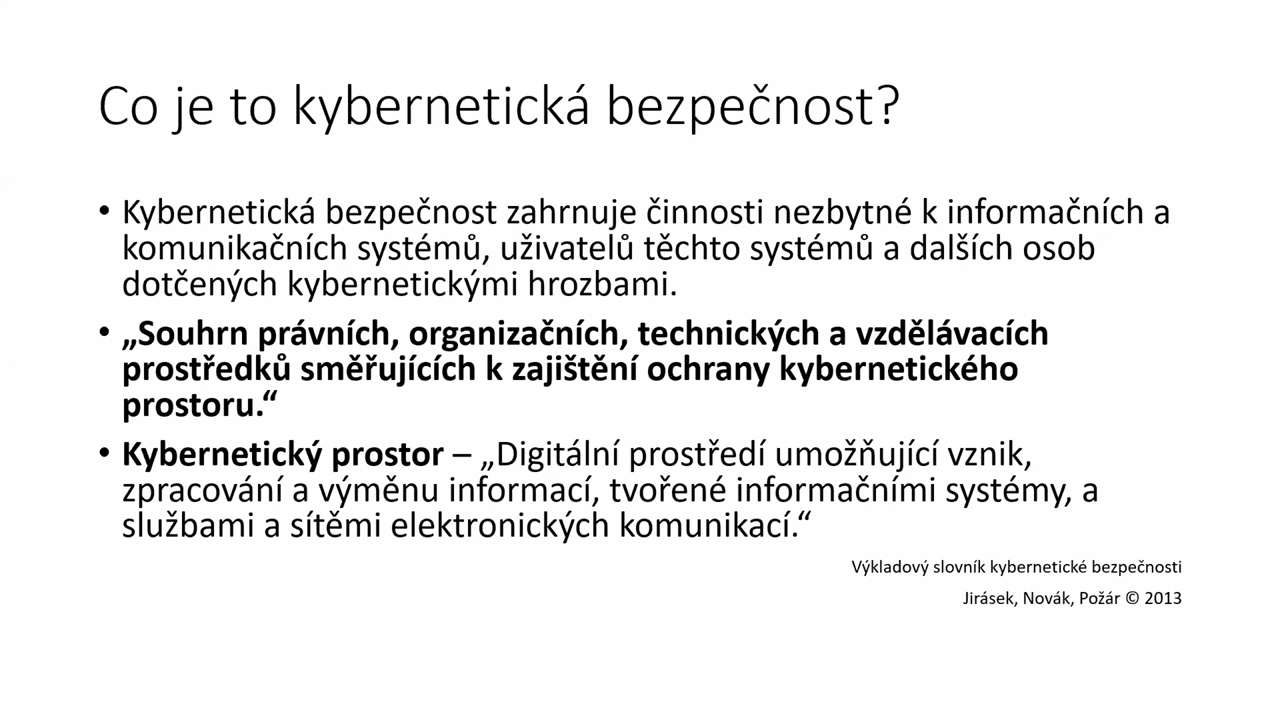 Co je to kybernetická bezpečnost?
• Kybernetická bezpečnost zahrnuje činnosti nezbytné k informačních a
komunikačních systémů, uživatelů těchto systémů a dalších osob
dotčených kybernetickými hrozbami.
• „Souhrn právních, organizačních, technických a vzdělávacích
prostředků směřujících k zajištění ochrany kybernetického
prostoru.“
• Kybernetický prostor – „Digitální prostředí umožňující vznik,
zpracování a výměnu informací, tvořené informačními systémy, a
službami a sítěmi elektronických komunikací.“
Výkladový slovník kybernetické bezpečnosti
Jirásek, Novák, Požár © 2013